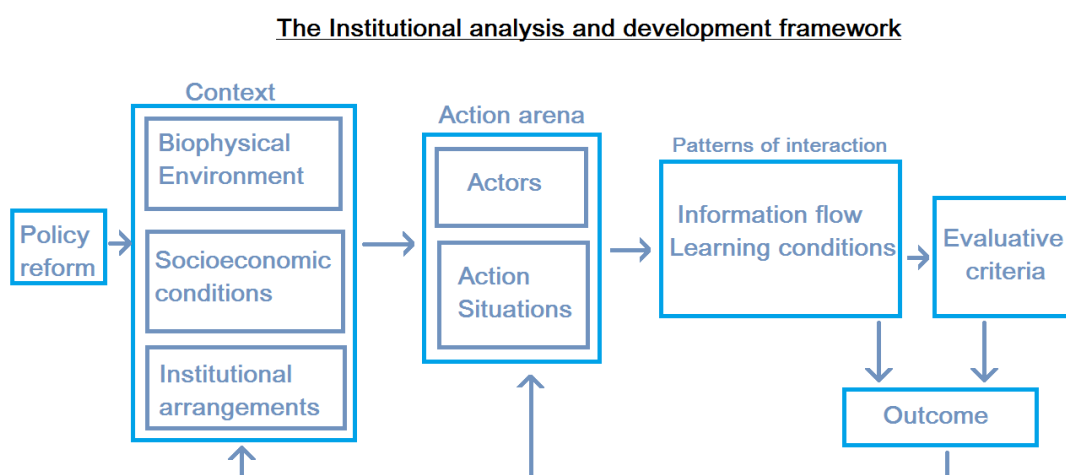 The Institutional analysis and development framework
Context
Biophysical
Environment
Socioeconomic
conditions
Institutional
arrangements
Policy
reform
Action arena
Actors
Action
Situations
Patterns of interaction
Information flow
Learning conditions
Evaluative
criteria
Outcome